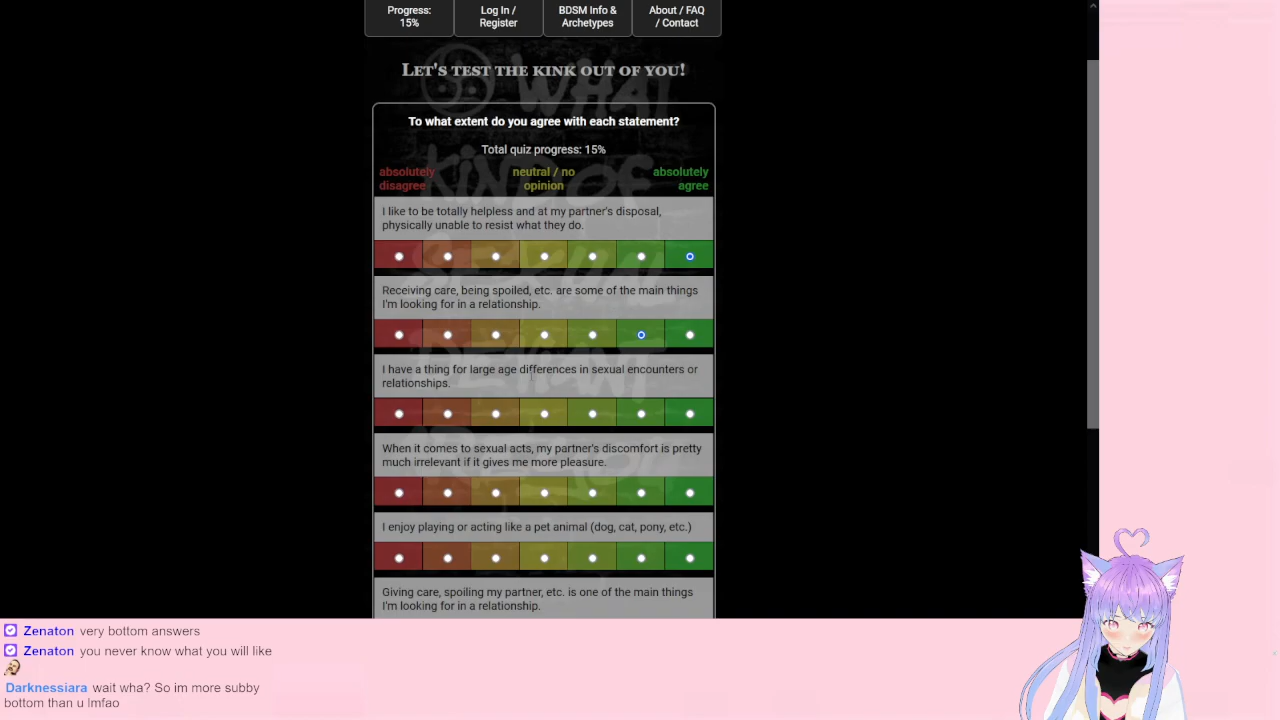 Progress:
15%
Log In /
Register
BDSM Info &
Archetypes
About / FAQ
/ Contact
Let's test the kink out of you!
To what extent do you agree with each statement?
Total quiz progress: 15%
absolutely
disagree
neutral / no
opinion
absolutely
agree
I like to be totally helpless and at my partner's disposal,
physically unable to resist what they do.
Receiving care, being spoiled, etc. are some of the main things
I'm looking for in a relationship.
I have a thing for large age differences in sexual encounters or
relationships.
When it comes to sexual acts, my partner's discomfort is pretty
much irrelevant if it gives me more pleasure.
I enjoy playing or acting like a pet animal (dog, cat, pony, etc.)
Giving care, spoiling my partner, etc. is one of the main things
I'm looking for in a relationship.
WHAT
KIND OF
SEXUAL
DEVIANT
Zenaton very bottom answers
Zenaton you never know what you will like
Darknessiara wait wha? So im more subby
bottom than u lmfao